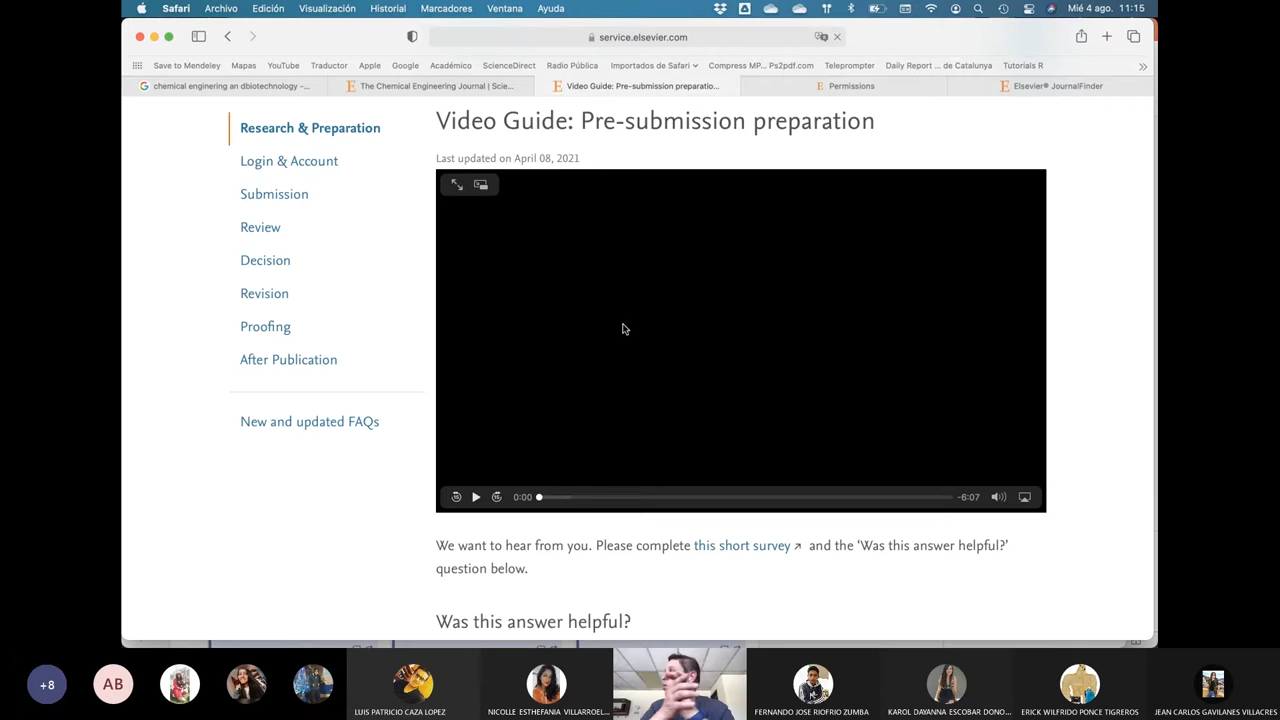 Safari Archivo Edición Visualización Historial Marcadores Ventana Ayuda Mié 4 ago. 11:15
service.elsevier.com
Save to Mendeley Mapas YouTube Traductor Apple Google Académico ScienceDirect Radio Pública Importados de Safari Compress MP... Ps2pdf.com Teleprompter Daily Report ... de Catalunya Tutorials R
chemical enginering an dbiotechnology -... The Chemical Engineering Journal | Scie... Video Guide: Pre-submission preparatio... Permissions Elsevier® JournalFinder
Research & Preparation
Login & Account
Submission
Review
Decision
Revision
Proofing
After Publication
New and updated FAQs
Video Guide: Pre-submission preparation
Last updated on April 08, 2021
15 15 0:00 -6:07
We want to hear from you. Please complete this short survey and the ‘Was this answer helpful?’
question below.
Was this answer helpful?
+8 AB
LUIS PATRICIO CAZA LOPEZ NICOLLE ESTHEFANIA VILLARROEL... FERNANDO JOSE RIOFRIO ZUMBA KAROL DAYANNA ESCOBAR DONO... ERICK WILFRIDO PONCE TIGREROS JEAN CARLOS GAVILANES VILLACRES